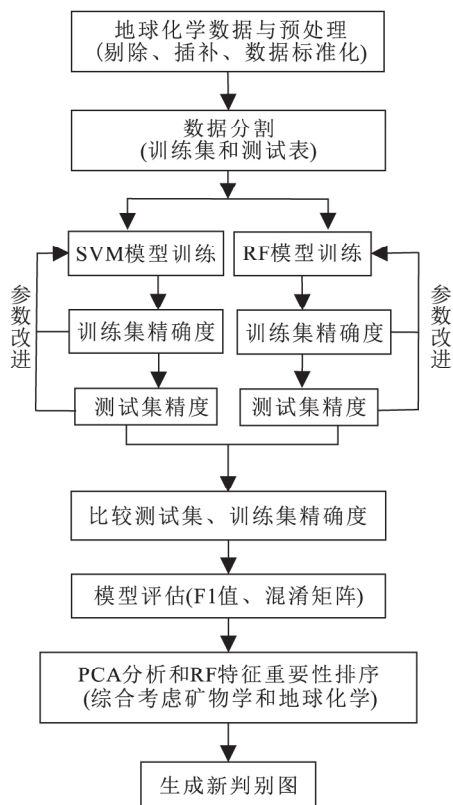 地球化学数据与预处理
(剔除、插补、数据标准化)
数据分割
(训练集和测试表)
SVM模型训练
RF模型训练
参数改进
训练集精确度
训练集精确度
参数改进
测试集精度
测试集精度
比较测试集、训练集精确度
模型评估(F1值、混淆矩阵)
PCA分析和RF特征重要性排序
(综合考虑矿物学和地球化学)
生成新判别图